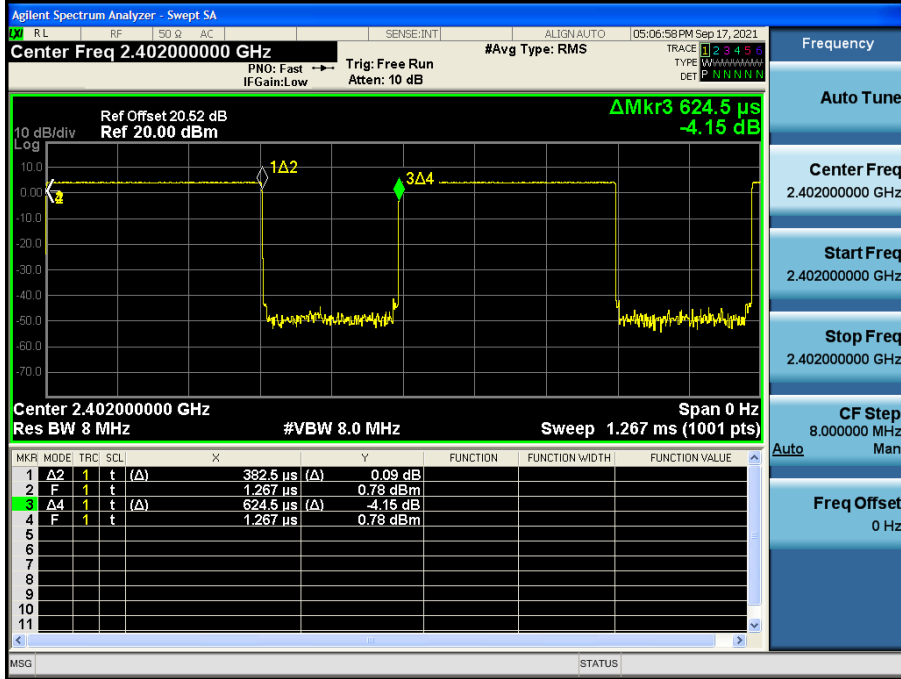 Agilent Spectrum Analyzer - Swept SA
LXI RL RF 50 Ω AC SENSE:INT ALIGN AUTO 05:06:58 PM Sep 17, 2021
Center Freq 2.402000000 GHz
#Avg Type: RMS
TRACE 1 2 3 4 5 6
TYPE WWWWWW
DET P N N N N N
PNO: Fast
IFGain:Low
Trig: Free Run
Atten: 10 dB
ΔMkr3 624.5 µs
-4.15 dB
Ref Offset 20.52 dB
10 dB/div Ref 20.00 dBm
Log
10.0
0.00
-10.0
-20.0
-30.0
-40.0
-50.0
-60.0
-70.0
1Δ2
3Δ4
Center 2.402000000 GHz Span 0 Hz
Res BW 8 MHz #VBW 8.0 MHz Sweep 1.267 ms (1001 pts)
MKR MODE TRC SCL X Y FUNCTION FUNCTION WIDTH FUNCTION VALUE
1 Δ2 1 t (Δ) 382.5 µs (Δ) 0.09 dB
2 F 1 t 1.267 µs 0.78 dBm
3 Δ4 1 t (Δ) 624.5 µs (Δ) -4.15 dB
4 F 1 t 1.267 µs 0.78 dBm
5
6
7
8
9
10
11
MSG STATUS
Frequency
Auto Tune
Center Freq
2.402000000 GHz
Start Freq
2.402000000 GHz
Stop Freq
2.402000000 GHz
CF Step
8.000000 MHz
Auto Man
Freq Offset
0 Hz